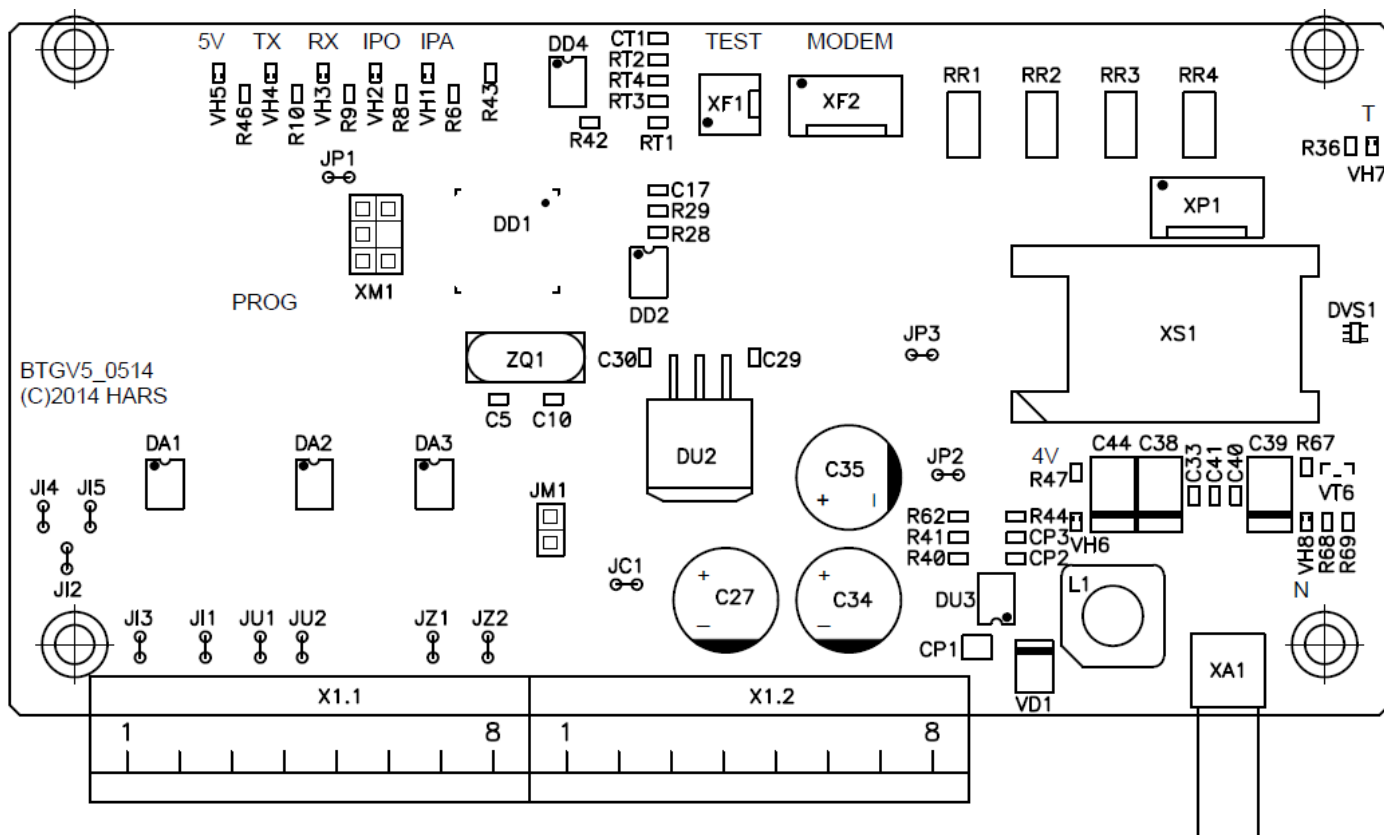 5V TX RX IPO IPA DD4 CT1 TEST MODEM
RT2
RT4
RT3
RT1
XF1 XF2 RR1 RR2 RR3 RR4
VH5 R46 VH4 R10 VH3 R9 VH2 R8 VH1 R6 R43
R42
T
R36
VH7
JP1
C17
R29
R28
DD1
XP1
XM1
DD2
PROG
DVS1
XS1
JP3
ZQ1 C30 C29
BTGV5_0514
(C)2014 HARS
C5 C10
DA1 DA2 DA3
DU2
C35
+ –
JP2
4V
R47
C44 C38 C33 C41 C40 C39 R67
VT6
JI4 JI5
JM1
R62 R44
R41 CP3
R40 CP2
VH6
VH8 R68 R69
JI2
JC1
+ +
C27 C34
– –
DU3
L1
N
JI3 JI1 JU1 JU2 JZ1 JZ2
CP1
XA1
VD1
X1.1 X1.2
1 8 1 8